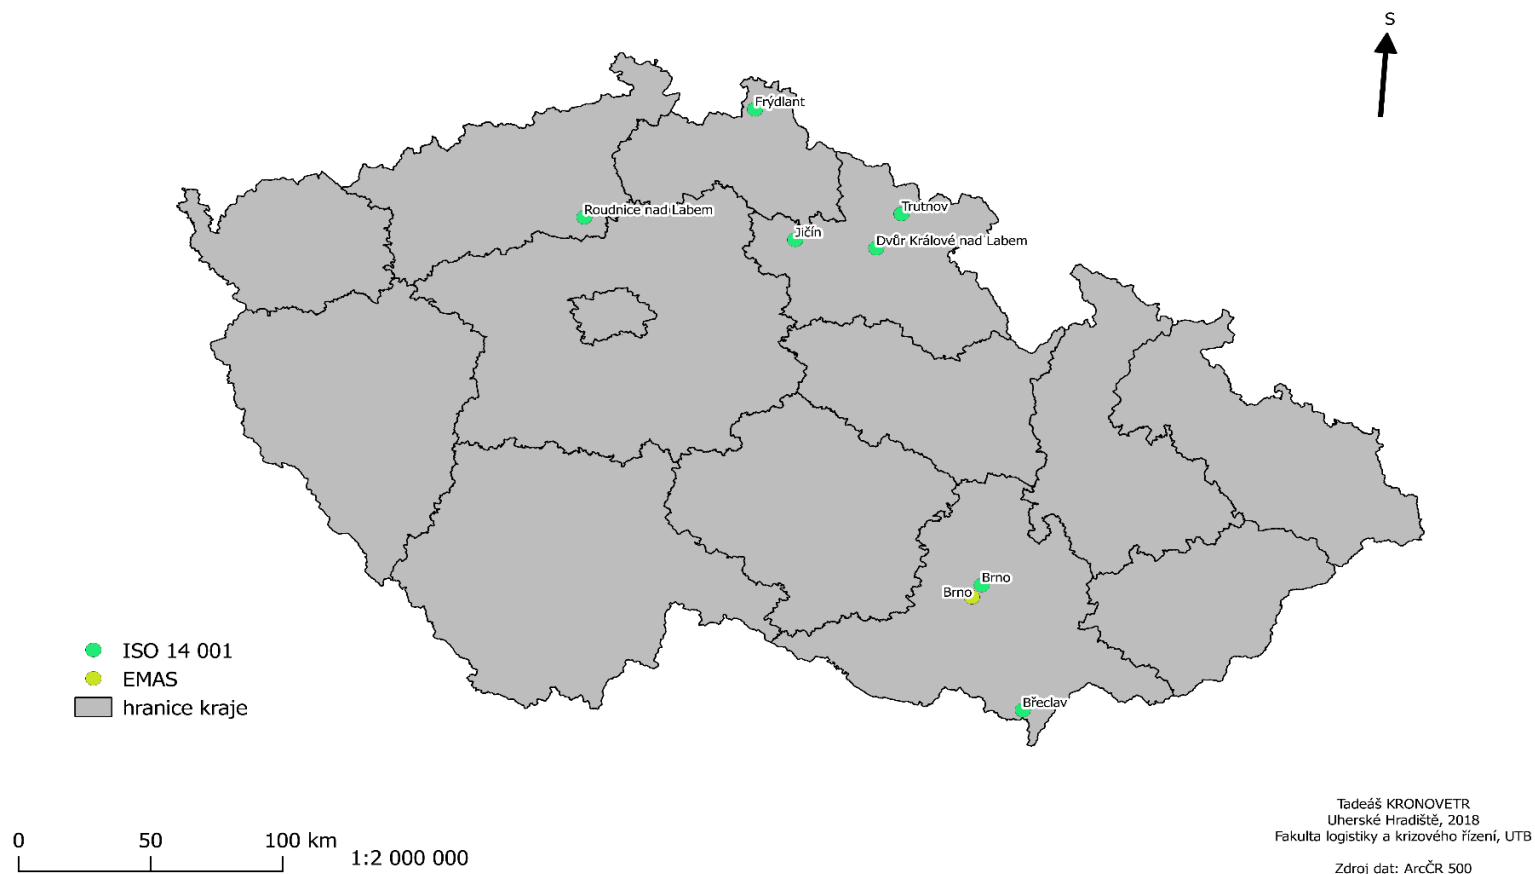 S
Frýdlant
Roudnice nad Labem
Trutnov
Jičín
Dvůr Králové nad Labem
Brno
Brno
Břeclav
ISO 14 001
EMAS
hranice kraje
0 50 100 km
1:2 000 000
Tadeáš KRONOVETR
Uherské Hradiště, 2018
Fakulta logistiky a krizového řízení, UTB
Zdroj dat: ArcČR 500